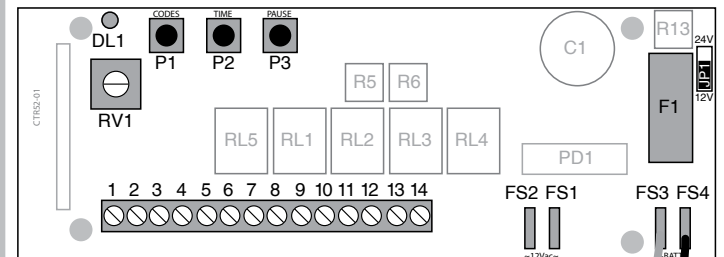 CODES TIME PAUSE
DL1
P1 P2 P3
R13
24V
JP1
12V
C1
F1
CTR52-01
RV1
R5 R6
RL5 RL1 RL2 RL3 RL4
PD1
1 2 3 4 5 6 7 8 9 10 11 12 13 14
FS2 FS1 FS3 FS4
~12Vac~